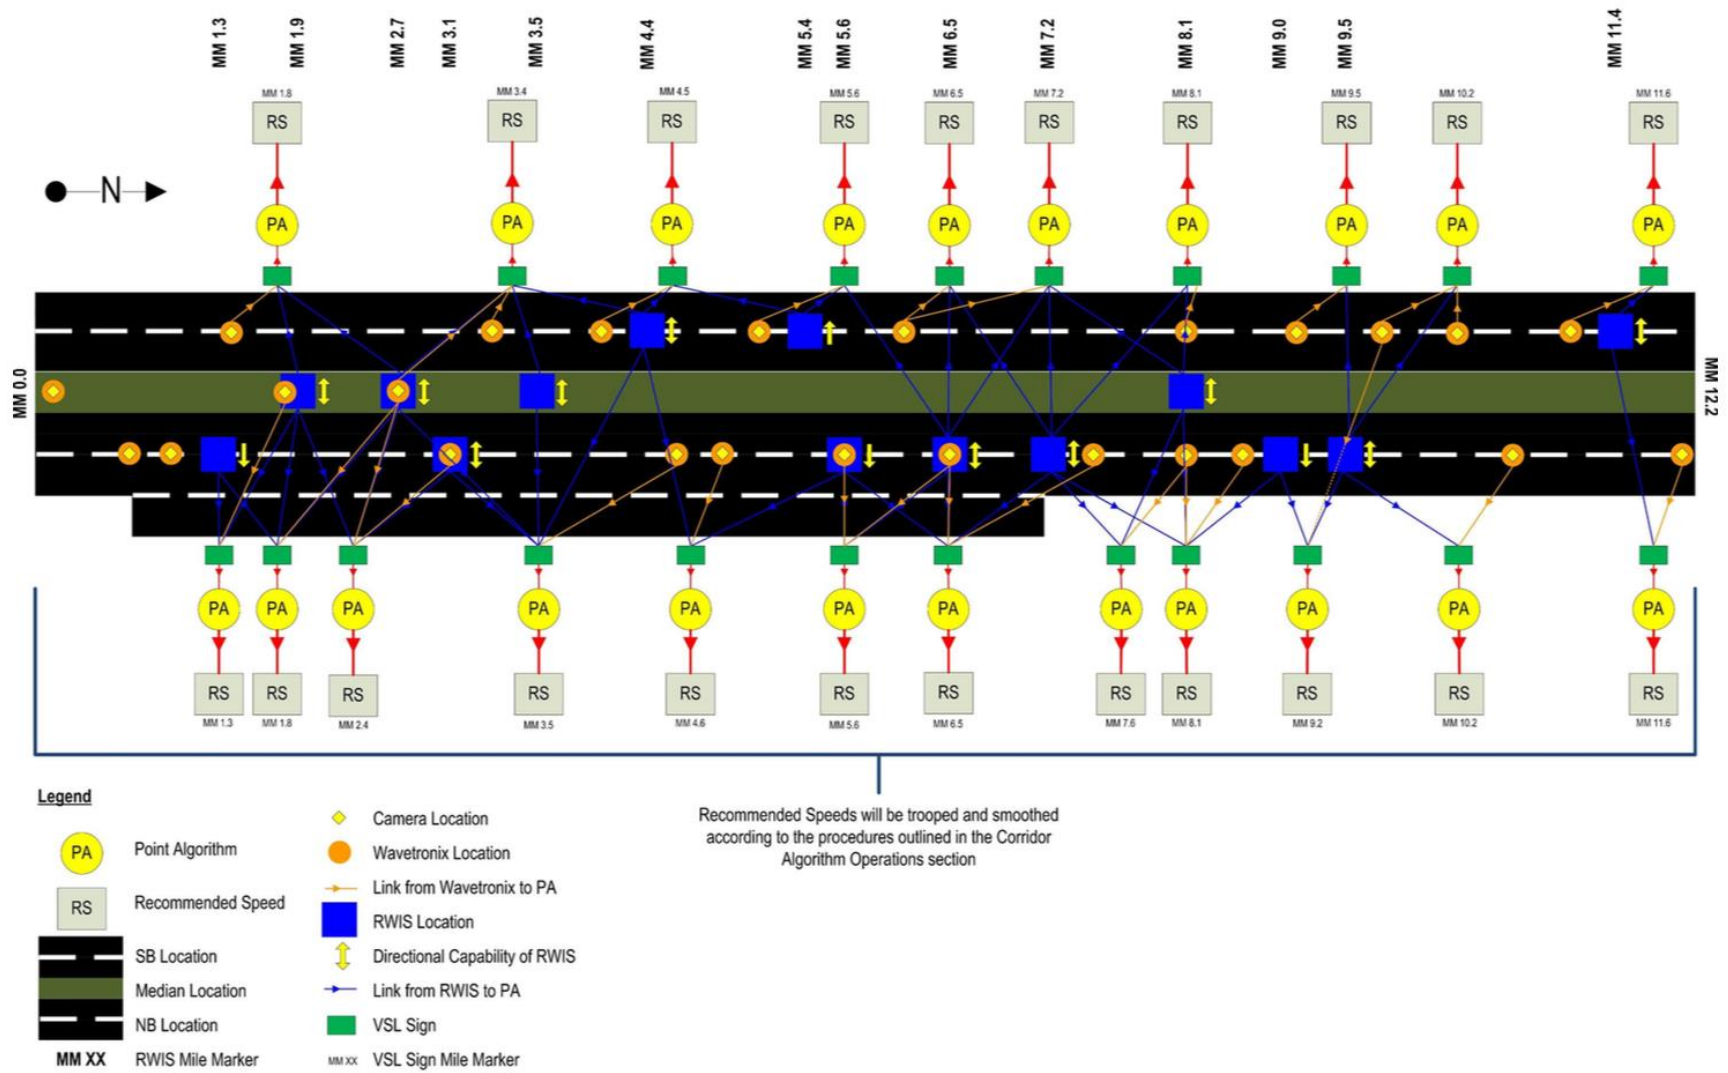 MM 1.3 MM 1.9 MM 2.7 MM 3.1 MM 3.5 MM 4.4 MM 5.4 MM 5.6 MM 6.5 MM 7.2 MM 8.1 MM 9.0 MM 9.5 MM 11.4
MM 1.8 MM 3.4 MM 4.5 MM 5.6 MM 6.5 MM 7.2 MM 8.1 MM 9.5 MM 10.2 MM 11.6
RS RS RS RS RS RS RS RS RS RS
N
PA PA PA PA PA PA PA PA PA PA
MM 0.0
MM 12.2
PA PA PA PA PA PA PA PA PA PA PA PA
RS RS RS RS RS RS RS RS RS RS RS RS
MM 1.3 MM 1.8 MM 2.4 MM 3.5 MM 4.6 MM 5.6 MM 6.5 MM 7.6 MM 8.1 MM 9.2 MM 10.2 MM 11.6
Recommended Speeds will be trooped and smoothed
according to the procedures outlined in the Corridor
Algorithm Operations section
Legend
PA Point Algorithm
RS Recommended Speed
SB Location
Median Location
NB Location
MM XX RWIS Mile Marker
Camera Location
Wavetronix Location
Link from Wavetronix to PA
RWIS Location
Directional Capability of RWIS
Link from RWIS to PA
VSL Sign
MM XX VSL Sign Mile Marker